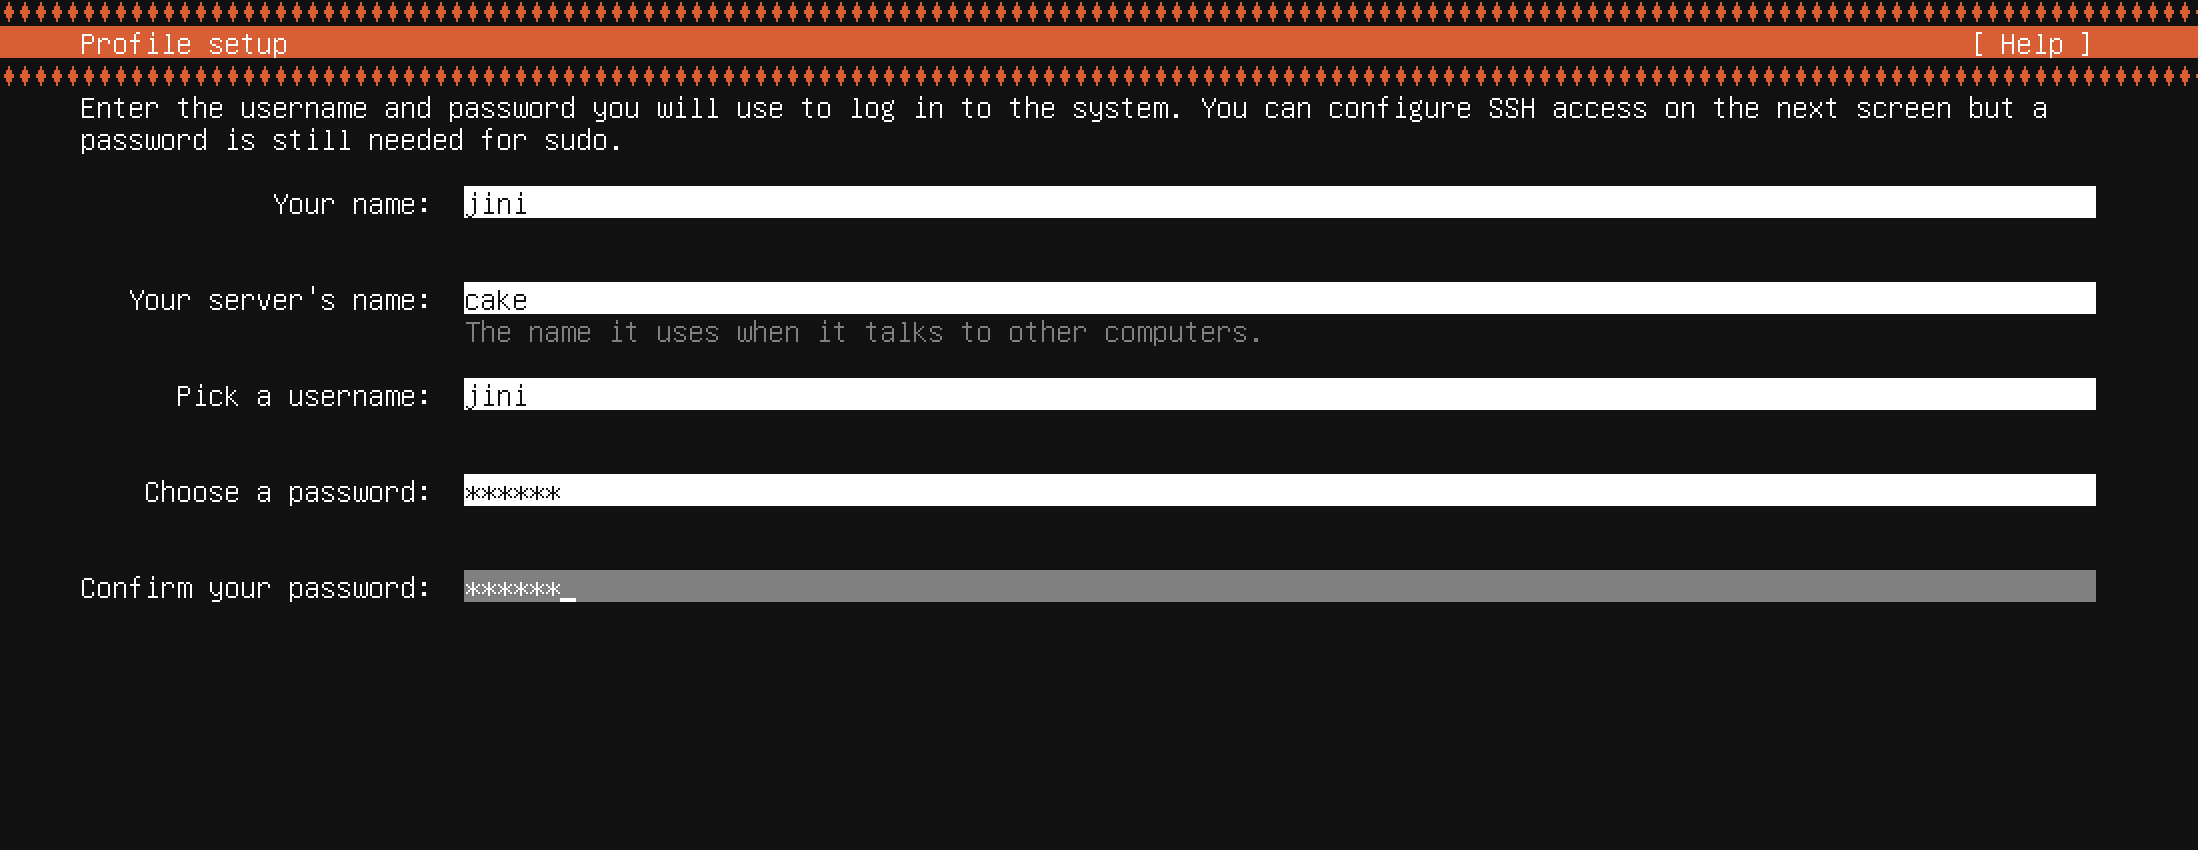 Profile setup [ Help ]
Enter the username and password you will use to log in to the system. You can configure SSH access on the next screen but a
password is still needed for sudo.
Your name: jini
Your server's name: cake
The name it uses when it talks to other computers.
Pick a username: jini
Choose a password: ******
Confirm your password: ******_